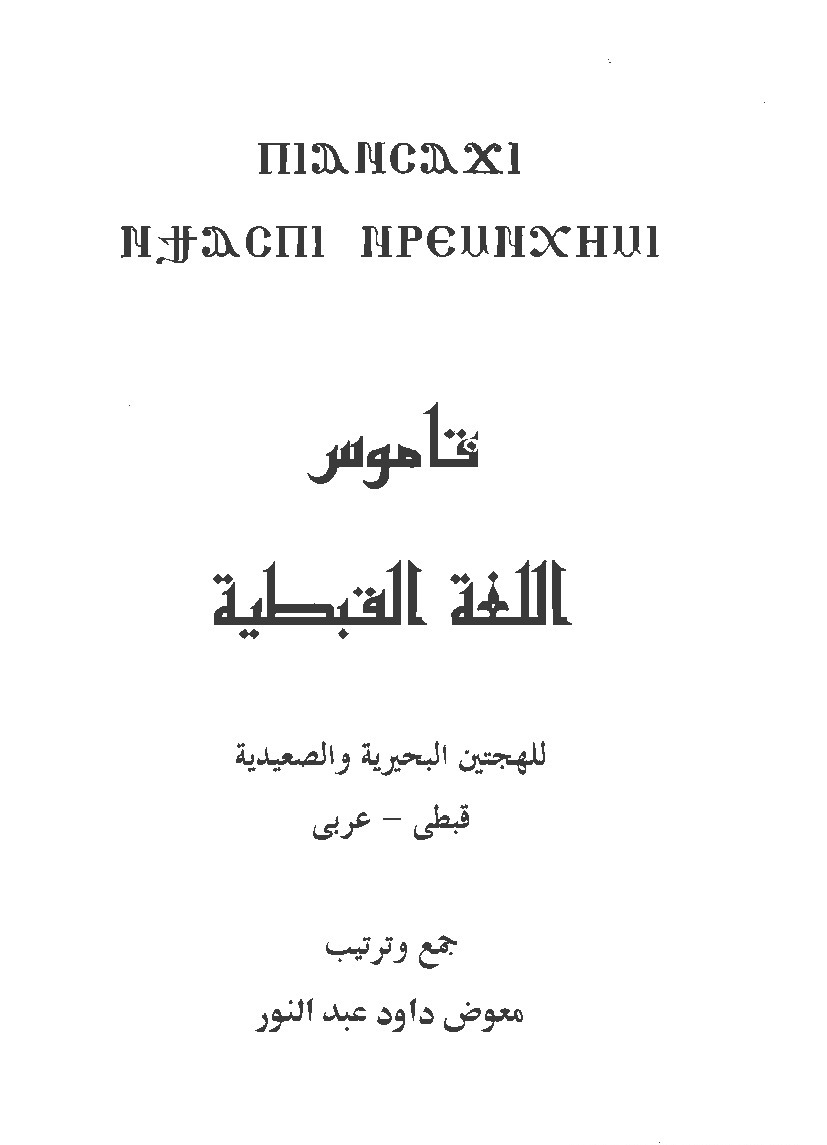 ⲠⲒⲀⲚⲤⲀϪⲒ
ⲚϮⲀⲤⲠⲒ ⲚⲢⲈⲘⲚⲬⲎⲘⲒ
قاموس
اللغة القبطية
للهجتين البحيرية والصعيدية
قبطى – عربى
جمع وترتيب
معوض داود عبد النور